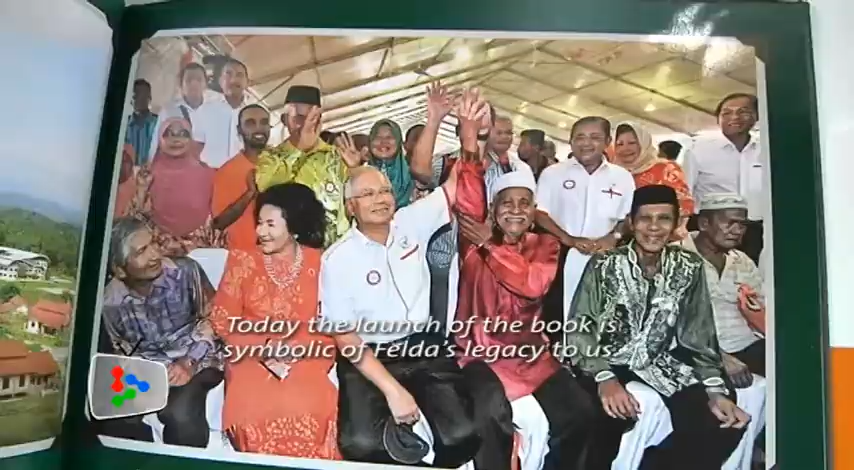 Today the launch of the book is
symbolic of Felda's legacy to us.